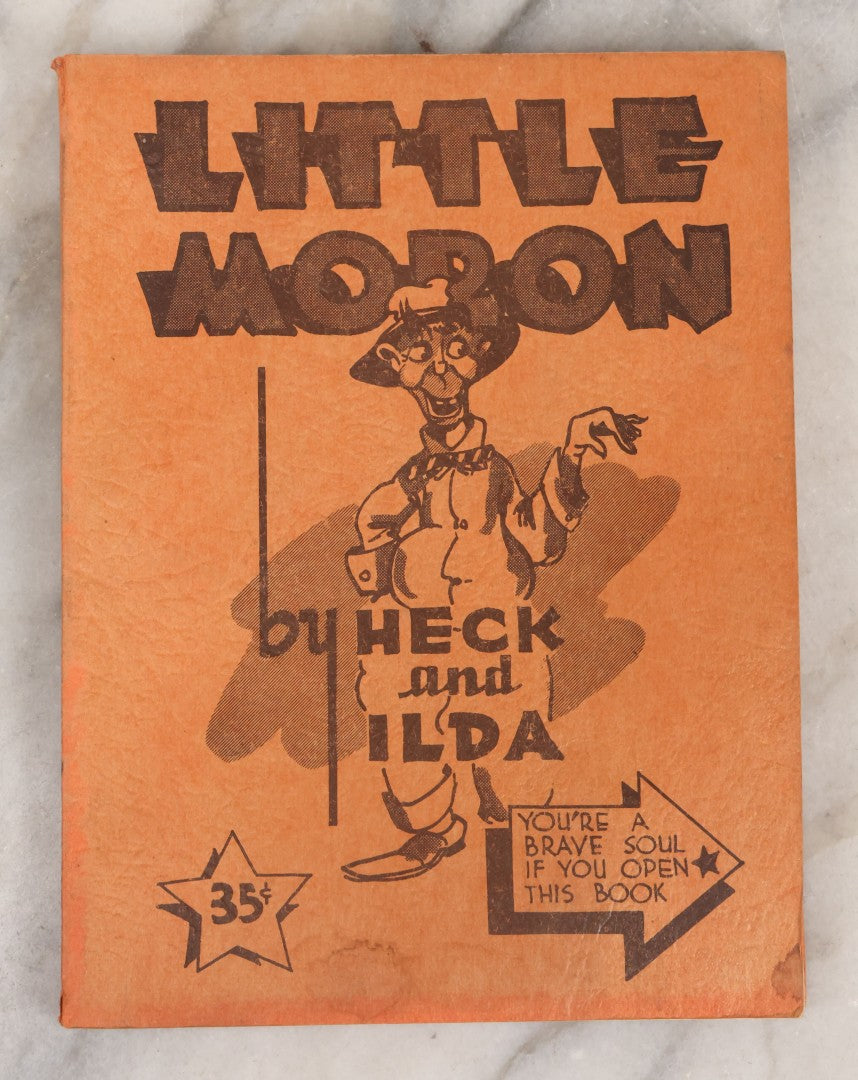 LITTLE
MORON
by HECK
and
ILDA
35¢
YOU'RE A
BRAVE SOUL
IF YOU OPEN
THIS BOOK